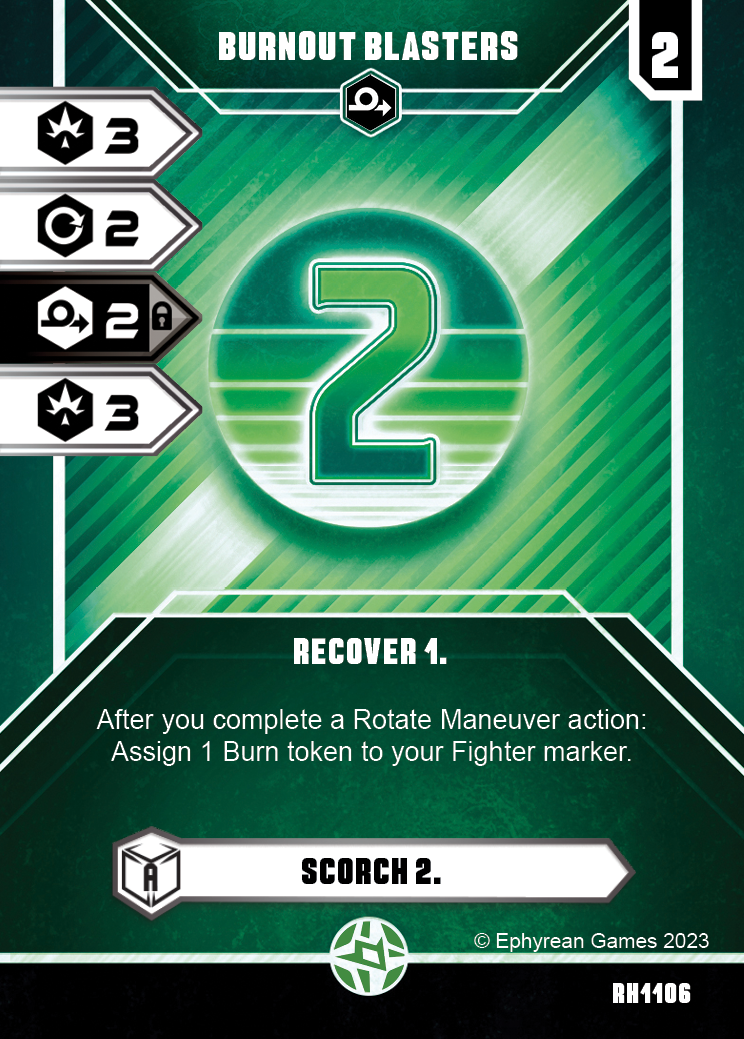 BURNOUT BLASTERS
2
3
2
2
3
2
RECOVER 1.
After you complete a Rotate Maneuver action:
Assign 1 Burn token to your Fighter marker.
A
SCORCH 2.
© Ephyrean Games 2023
RH1106